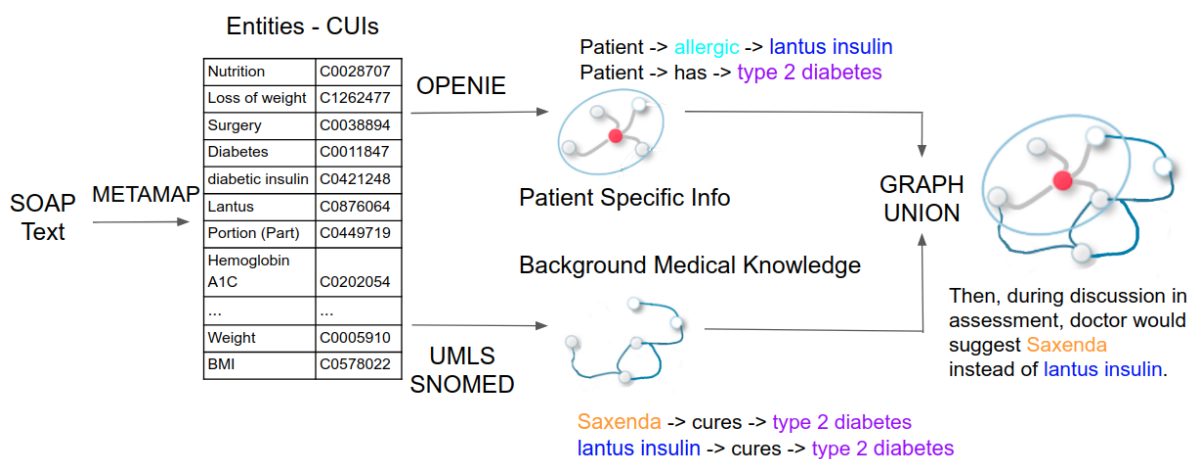 Entities - CUIs
SOAP
Text
METAMAP
Nutrition C0028707
Loss of weight C1262477
Surgery C0038894
Diabetes C0011847
diabetic insulin C0421248
Lantus C0876064
Portion (Part) C0449719
Hemoglobin
A1C C0202054
... ...
Weight C0005910
BMI C0578022
OPENIE
Patient -> allergic -> lantus insulin
Patient -> has -> type 2 diabetes
Patient Specific Info
UMLS
SNOMED
Background Medical Knowledge
Saxenda -> cures -> type 2 diabetes
lantus insulin -> cures -> type 2 diabetes
GRAPH
UNION
Then, during discussion in
assessment, doctor would
suggest Saxenda
instead of lantus insulin.